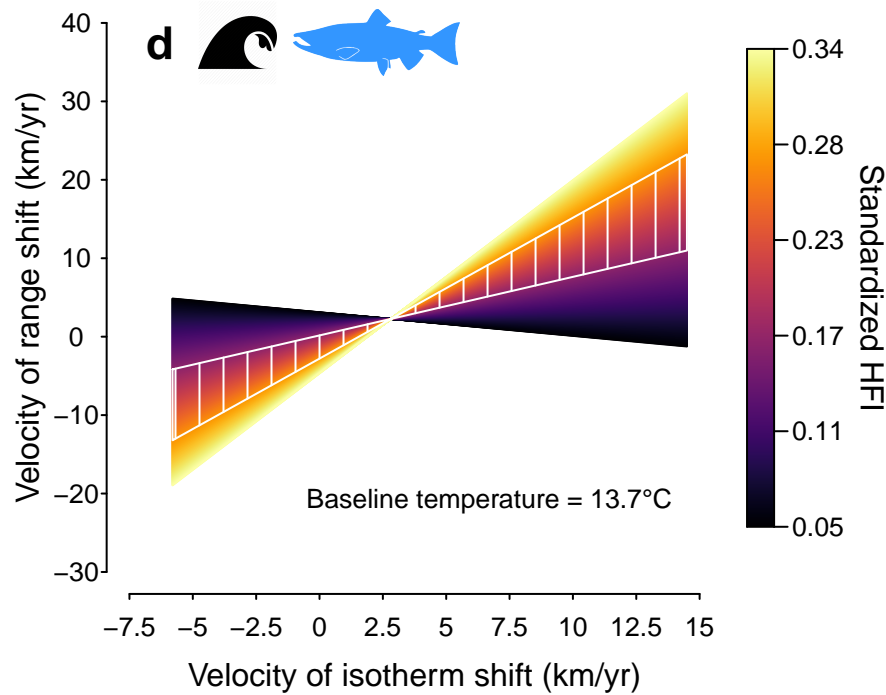 d
40
30
20
10
0
−10
−20
−30
Velocity of range shift (km/yr)
Baseline temperature = 13.7°C
−7.5 −5 −2.5 0 2.5 5 7.5 10 12.5 15
Velocity of isotherm shift (km/yr)
0.34
0.28
0.23
0.17
0.11
0.05
Standardized HFI